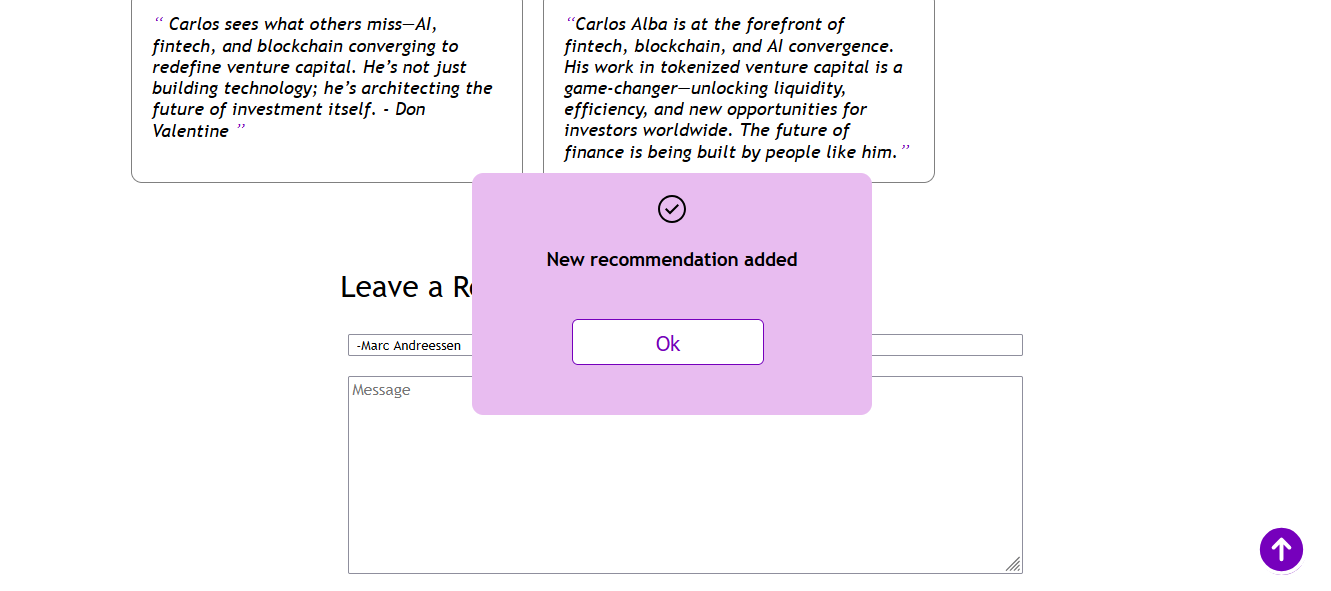 “ Carlos sees what others miss—AI,
fintech, and blockchain converging to
redefine venture capital. He’s not just
building technology; he’s architecting the
future of investment itself. - Don
Valentine ”
“Carlos Alba is at the forefront of
fintech, blockchain, and AI convergence.
His work in tokenized venture capital is a
game-changer—unlocking liquidity,
efficiency, and new opportunities for
investors worldwide. The future of
finance is being built by people like him.”
New recommendation added
Leave a Re
Ok
-Marc Andreessen
Message